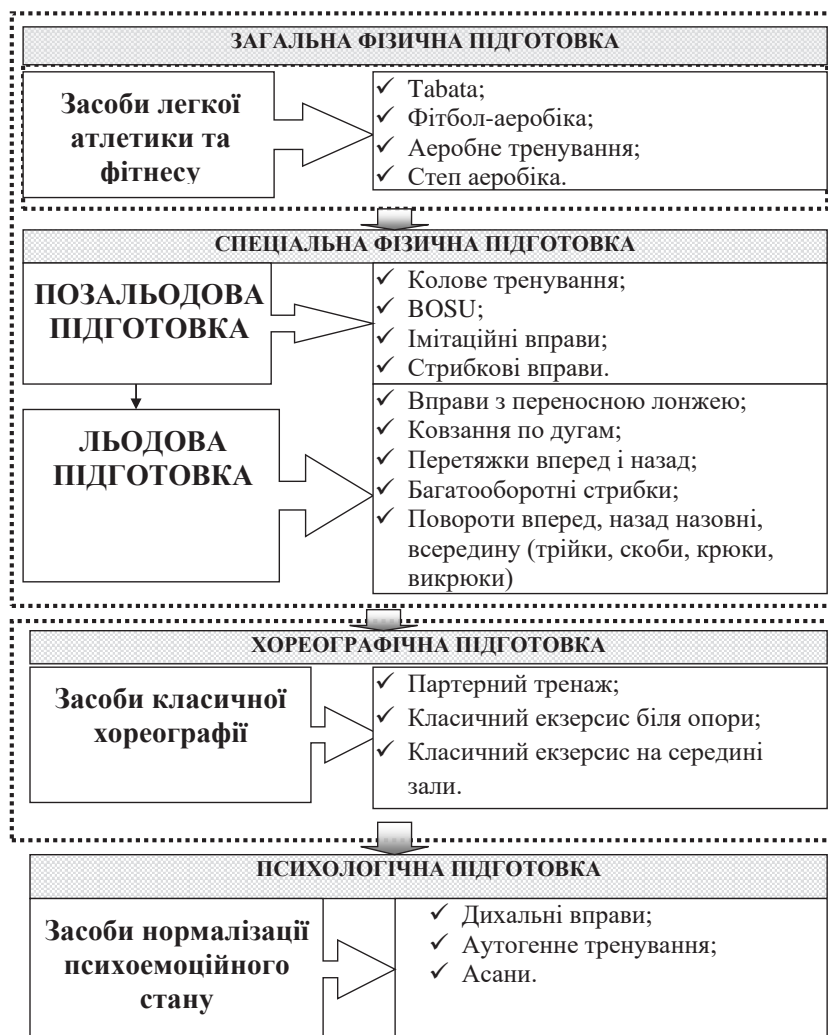 ЗАГАЛЬНА ФІЗИЧНА ПІДГОТОВКА
Засоби легкої
атлетики та
фітнесу
✓ Tabata;
✓ Фітбол-аеробіка;
✓ Аеробне тренування;
✓ Степ аеробіка.
СПЕЦІАЛЬНА ФІЗИЧНА ПІДГОТОВКА
ПОЗАЛЬОДОВА
ПІДГОТОВКА
✓ Колове тренування;
✓ BOSU;
✓ Імітаційні вправи;
✓ Стрибкові вправи.
ЛЬОДОВА
ПІДГОТОВКА
✓ Вправи з переносною лонжею;
✓ Ковзання по дугам;
✓ Перетяжки вперед і назад;
✓ Багатооборотні стрибки;
✓ Повороти вперед, назад назовні,
всередину (трійки, скоби, крюки,
викрюки)
ХОРЕОГРАФІЧНА ПІДГОТОВКА
Засоби класичної
хореографії
✓ Партерний тренаж;
✓ Класичний екзерсис біля опори;
✓ Класичний екзерсис на середині
зали.
ПСИХОЛОГІЧНА ПІДГОТОВКА
Засоби нормалізації
психоемоційного
стану
✓ Дихальні вправи;
✓ Аутогенне тренування;
✓ Асани.